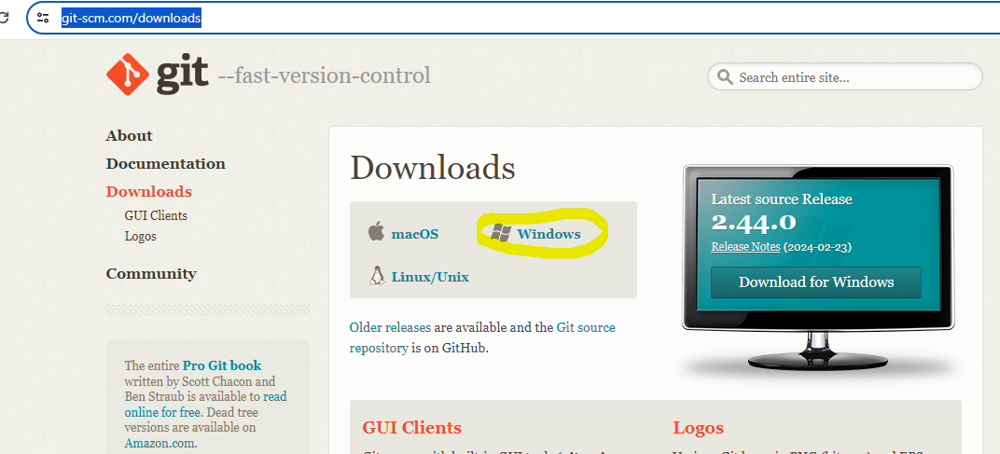 git-scm.com/downloads
git --fast-version-control
Search entire site...
About
Documentation
Downloads
GUI Clients
Logos
Community
The entire Pro Git book
written by Scott Chacon and
Ben Straub is available to read
online for free. Dead tree
versions are available on
Amazon.com.
Downloads
macOS
Windows
Linux/Unix
Older releases are available and the Git source
repository is on GitHub.
Latest source Release
2.44.0
Release Notes (2024-02-23)
Download for Windows
GUI Clients
Logos